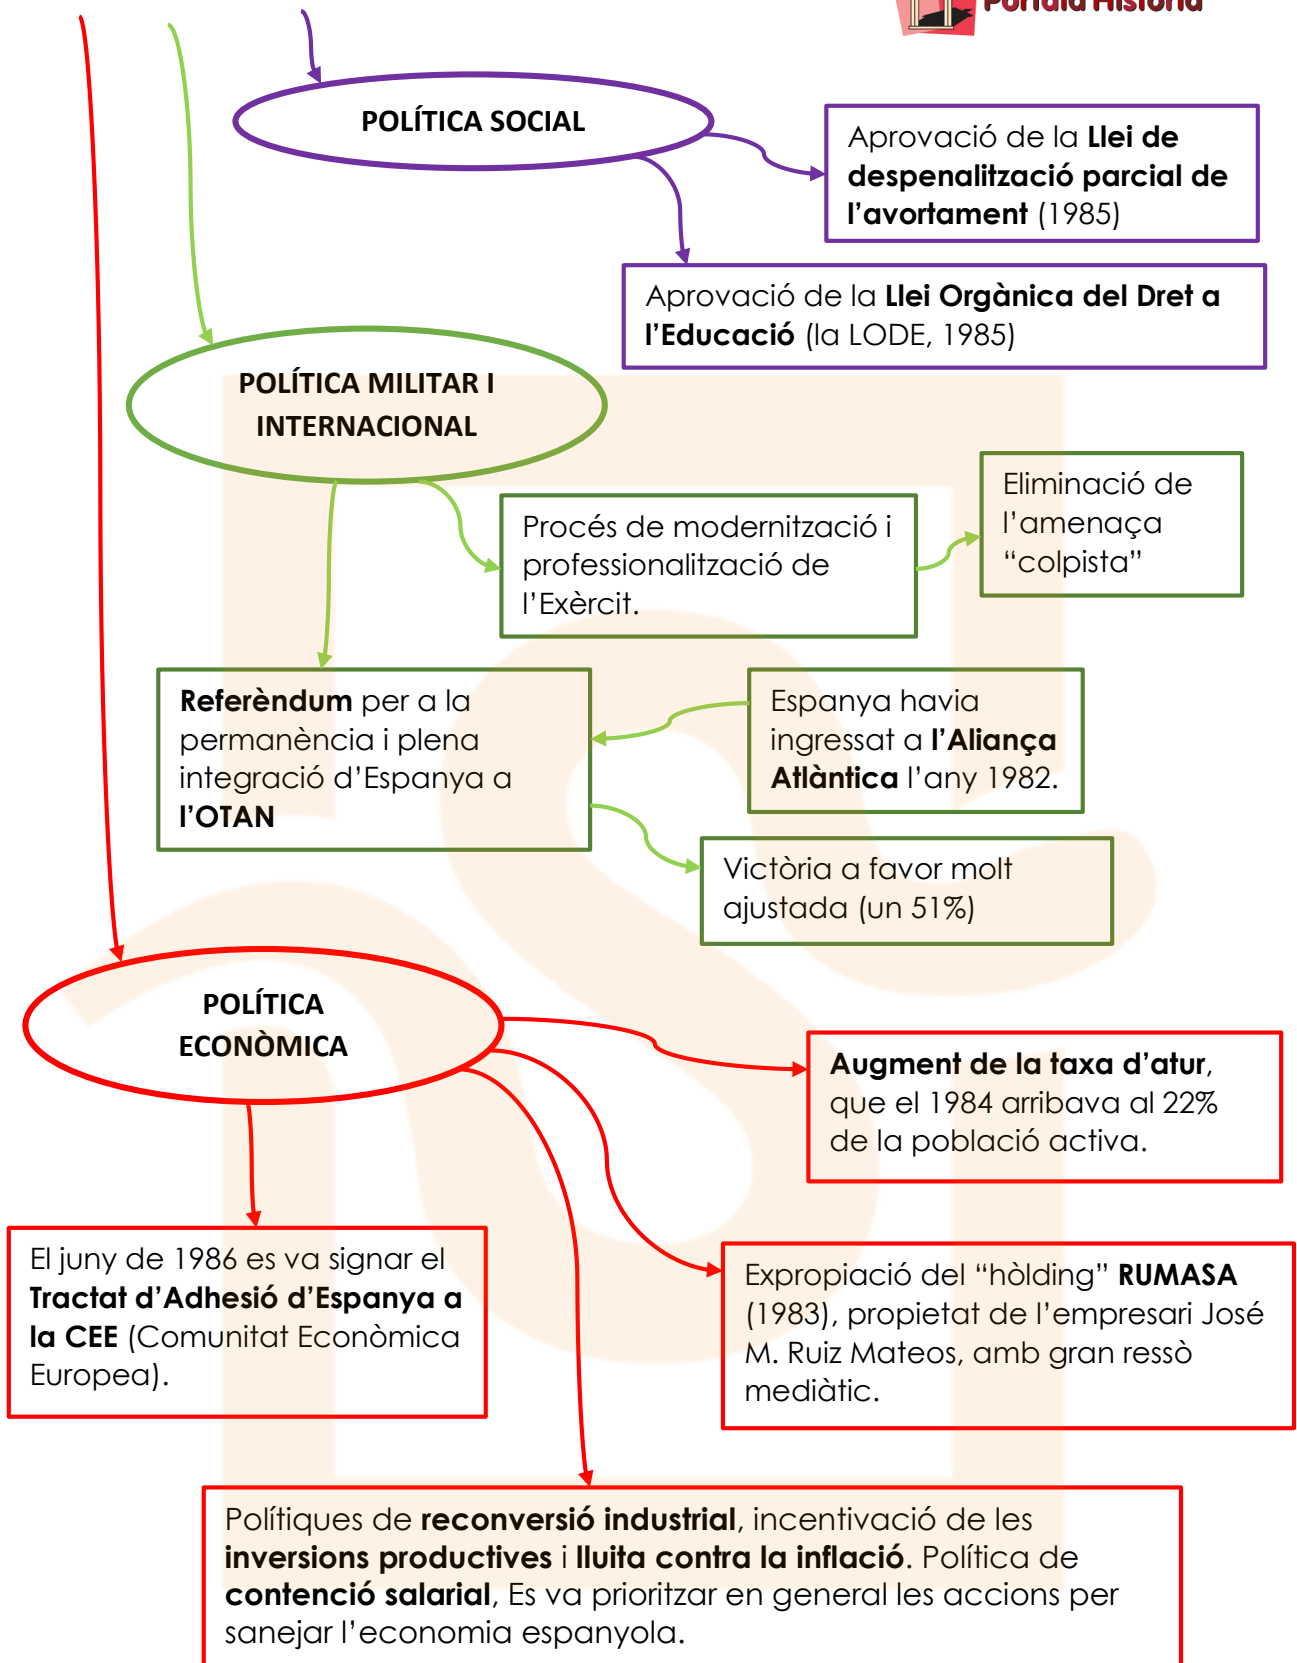 Portala Història
POLÍTICA SOCIAL
Aprovació de la Llei de
despenalització parcial de
l’avortament (1985)
Aprovació de la Llei Orgànica del Dret a
l’Educació (la LODE, 1985)
POLÍTICA MILITAR I
INTERNACIONAL
Eliminació de
l’amenaça
“colpista”
Procés de modernització i
professionalització de
l’Exèrcit.
Referèndum per a la
permanència i plena
integració d’Espanya a
l’OTAN
Espanya havia
ingressat a l’Aliança
Atlàntica l’any 1982.
Victòria a favor molt
ajustada (un 51%)
POLÍTICA
ECONÒMICA
Augment de la taxa d’atur,
que el 1984 arribava al 22%
de la població activa.
El juny de 1986 es va signar el
Tractat d’Adhesió d’Espanya a
la CEE (Comunitat Econòmica
Europea).
Expropiació del “hòlding” RUMASA
(1983), propietat de l’empresari José
M. Ruiz Mateos, amb gran ressò
mediàtic.
Polítiques de reconversió industrial, incentivació de les
inversions productives i lluita contra la inflació. Política de
contenció salarial, Es va prioritzar en general les accions per
sanejar l’economia espanyola.